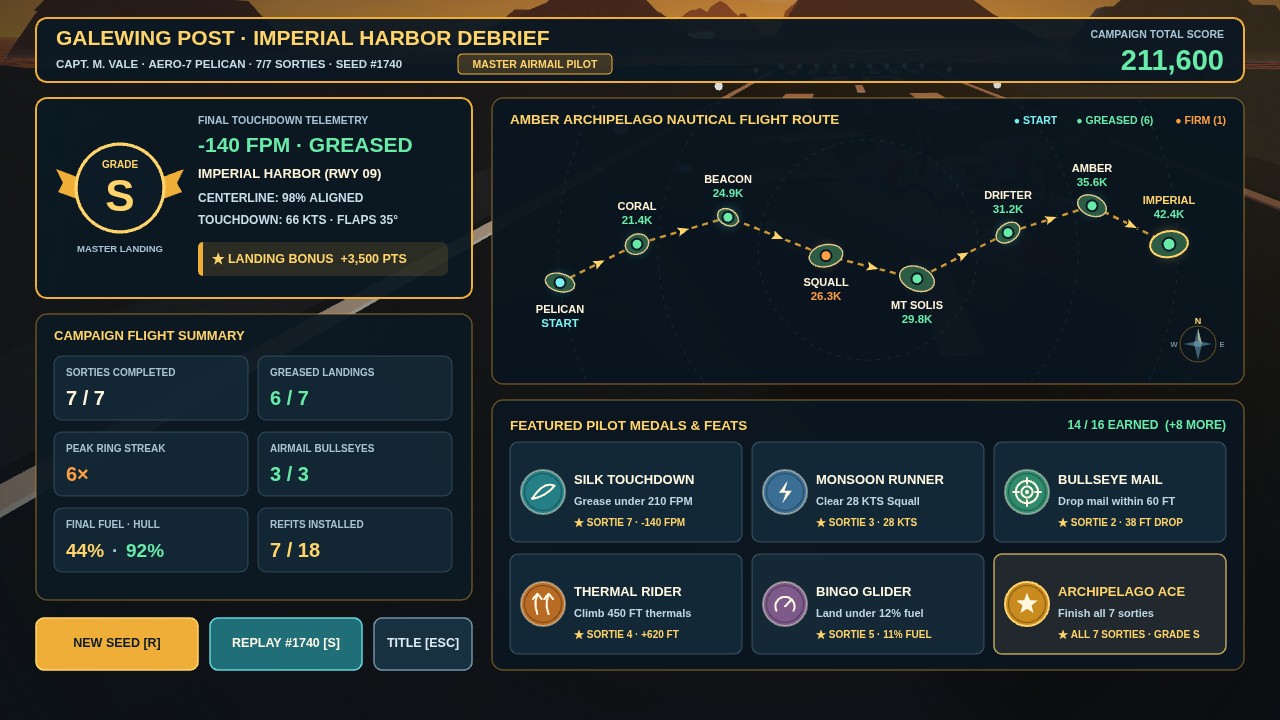 GALEWING POST · IMPERIAL HARBOR DEBRIEF
CAPT. M. VALE · AERO-7 PELICAN · 7/7 SORTIES · SEED #1740
MASTER AIRMAIL PILOT
CAMPAIGN TOTAL SCORE
211,600
GRADE
S
MASTER LANDING
FINAL TOUCHDOWN TELEMETRY
-140 FPM · GREASED
IMPERIAL HARBOR (RWY 09)
CENTERLINE: 98% ALIGNED
TOUCHDOWN: 66 KTS · FLAPS 35°
★ LANDING BONUS +3,500 PTS
AMBER ARCHIPELAGO NAUTICAL FLIGHT ROUTE
● START ● GREASED (6) ● FIRM (1)
PELICAN
START
CORAL
21.4K
BEACON
24.9K
SQUALL
26.3K
MT SOLIS
29.8K
DRIFTER
31.2K
AMBER
35.6K
IMPERIAL
42.4K
N
W
E
CAMPAIGN FLIGHT SUMMARY
SORTIES COMPLETED
7 / 7
GREASED LANDINGS
6 / 7
PEAK RING STREAK
6×
AIRMAIL BULLSEYES
3 / 3
FINAL FUEL · HULL
44% · 92%
REFITS INSTALLED
7 / 18
FEATURED PILOT MEDALS & FEATS
14 / 16 EARNED (+8 MORE)
SILK TOUCHDOWN
Grease under 210 FPM
★ SORTIE 7 · -140 FPM
MONSOON RUNNER
Clear 28 KTS Squall
★ SORTIE 3 · 28 KTS
BULLSEYE MAIL
Drop mail within 60 FT
★ SORTIE 2 · 38 FT DROP
THERMAL RIDER
Climb 450 FT thermals
★ SORTIE 4 · +620 FT
BINGO GLIDER
Land under 12% fuel
★ SORTIE 5 · 11% FUEL
ARCHIPELAGO ACE
Finish all 7 sorties
★ ALL 7 SORTIES · GRADE S
NEW SEED [R]
REPLAY #1740 [S]
TITLE [ESC]